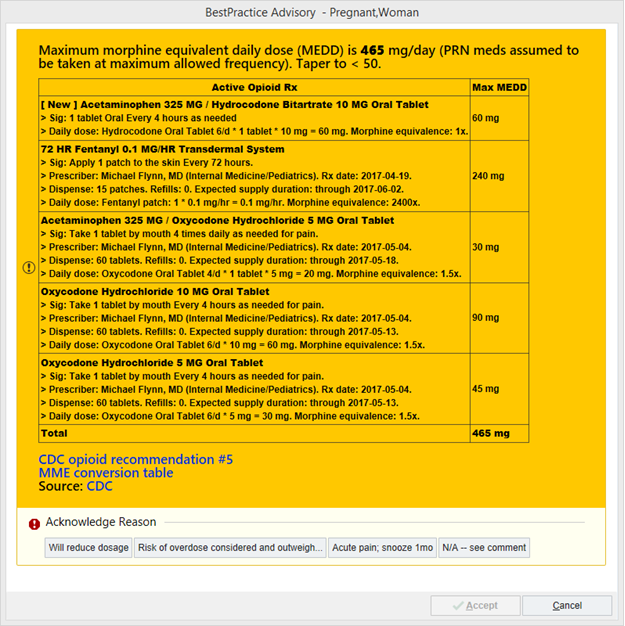 BestPractice Advisory - Pregnant,Woman
Maximum morphine equivalent daily dose (MEDD) is 465 mg/day (PRN meds assumed to
be taken at maximum allowed frequency). Taper to < 50.
Active Opioid Rx Max MEDD
[ New ] Acetaminophen 325 MG / Hydrocodone Bitartrate 10 MG Oral Tablet
> Sig: 1 tablet Oral Every 4 hours as needed
> Daily dose: Hydrocodone Oral Tablet 6/d * 1 tablet * 10 mg = 60 mg. Morphine equivalence: 1x.
60 mg
72 HR Fentanyl 0.1 MG/HR Transdermal System
> Sig: Apply 1 patch to the skin Every 72 hours.
> Prescriber: Michael Flynn, MD (Internal Medicine/Pediatrics). Rx date: 2017-04-19.
> Dispense: 15 patches. Refills: 0. Expected supply duration: through 2017-06-02.
> Daily dose: Fentanyl patch: 1 * 0.1 mg/hr = 0.1 mg/hr. Morphine equivalence: 2400x.
240 mg
Acetaminophen 325 MG / Oxycodone Hydrochloride 5 MG Oral Tablet
> Sig: Take 1 tablet by mouth 4 times daily as needed for pain.
> Prescriber: Michael Flynn, MD (Internal Medicine/Pediatrics). Rx date: 2017-05-04.
> Dispense: 60 tablets. Refills: 0. Expected supply duration: through 2017-05-18.
> Daily dose: Oxycodone Oral Tablet 4/d * 1 tablet * 5 mg = 20 mg. Morphine equivalence: 1.5x.
30 mg
Oxycodone Hydrochloride 10 MG Oral Tablet
> Sig: Take 1 tablet by mouth Every 4 hours as needed for pain.
> Prescriber: Michael Flynn, MD (Internal Medicine/Pediatrics). Rx date: 2017-05-04.
> Dispense: 60 tablets. Refills: 0. Expected supply duration: through 2017-05-13.
> Daily dose: Oxycodone Oral Tablet 6/d * 10 mg = 60 mg. Morphine equivalence: 1.5x.
90 mg
Oxycodone Hydrochloride 5 MG Oral Tablet
> Sig: Take 1 tablet by mouth Every 4 hours as needed for pain.
> Prescriber: Michael Flynn, MD (Internal Medicine/Pediatrics). Rx date: 2017-05-04.
> Dispense: 60 tablets. Refills: 0. Expected supply duration: through 2017-05-13.
> Daily dose: Oxycodone Oral Tablet 6/d * 5 mg = 30 mg. Morphine equivalence: 1.5x.
45 mg
Total 465 mg
CDC opioid recommendation #5
MME conversion table
Source: CDC
Acknowledge Reason
Will reduce dosage Risk of overdose considered and outweigh... Acute pain; snooze 1mo N/A -- see comment
Accept Cancel